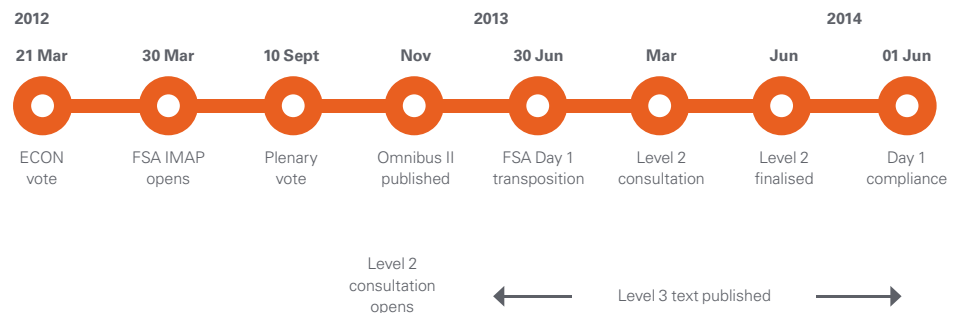 2012 2013 2014
21 Mar 30 Mar 10 Sept Nov 30 Jun Mar Jun 01 Jun
ECON FSA IMAP Plenary Omnibus II FSA Day 1 Level 2 Level 2 Day 1
vote opens vote published transposition consultation finalised compliance
Level 2
consultation
opens
Level 3 text published